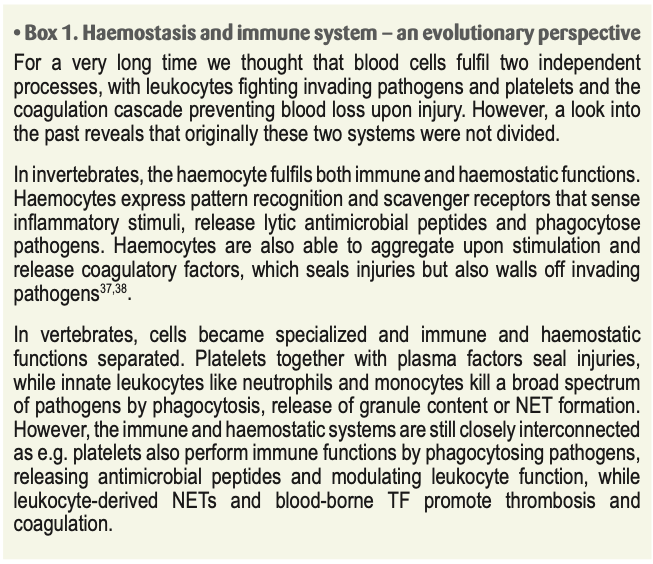 • Box 1. Haemostasis and immune system – an evolutionary perspective
For a very long time we thought that blood cells fulfil two independent
processes, with leukocytes fighting invading pathogens and platelets and the
coagulation cascade preventing blood loss upon injury. However, a look into
the past reveals that originally these two systems were not divided.
In invertebrates, the haemocyte fulfils both immune and haemostatic functions.
Haemocytes express pattern recognition and scavenger receptors that sense
inflammatory stimuli, release lytic antimicrobial peptides and phagocytose
pathogens. Haemocytes are also able to aggregate upon stimulation and
release coagulatory factors, which seals injuries but also walls off invading
pathogens37,38.
In vertebrates, cells became specialized and immune and haemostatic
functions separated. Platelets together with plasma factors seal injuries,
while innate leukocytes like neutrophils and monocytes kill a broad spectrum
of pathogens by phagocytosis, release of granule content or NET formation.
However, the immune and haemostatic systems are still closely interconnected
as e.g. platelets also perform immune functions by phagocytosing pathogens,
releasing antimicrobial peptides and modulating leukocyte function, while
leukocyte-derived NETs and blood-borne TF promote thrombosis and
coagulation.